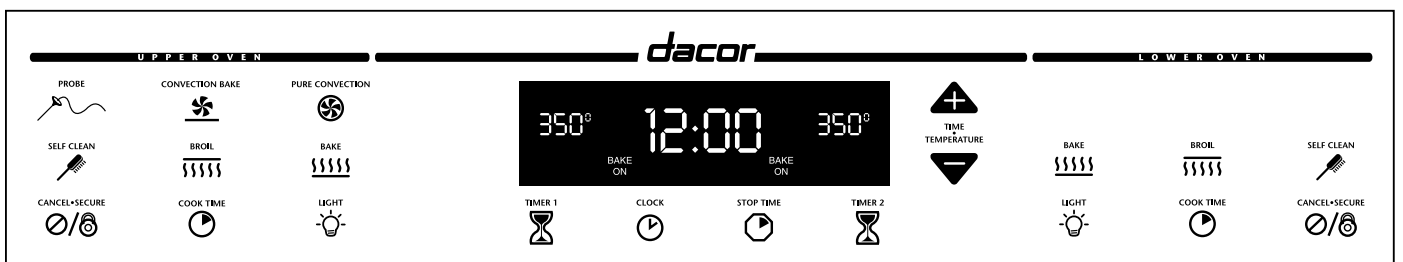 dacor
UPPER OVEN
LOWER OVEN
PROBE
CONVECTION BAKE
PURE CONVECTION
SELF CLEAN
BROIL
BAKE
CANCEL•SECURE
COOK TIME
LIGHT
350°
12:00
350°
BAKE
ON
BAKE
ON
TIMER 1
CLOCK
STOP TIME
TIMER 2
+
TIME
•
TEMPERATURE
−
BAKE
BROIL
SELF CLEAN
LIGHT
COOK TIME
CANCEL•SECURE